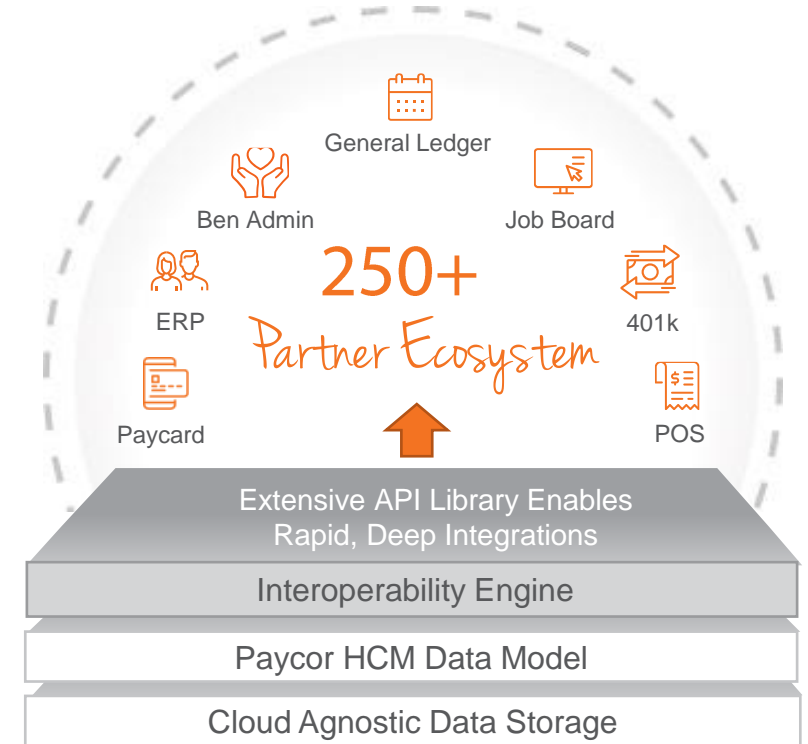 General Ledger
Ben Admin
Job Board
250+
ERP
401k
Partner Ecosystem
Paycard
POS
Extensive API Library Enables
Rapid, Deep Integrations
Interoperability Engine
Paycor HCM Data Model
Cloud Agnostic Data Storage